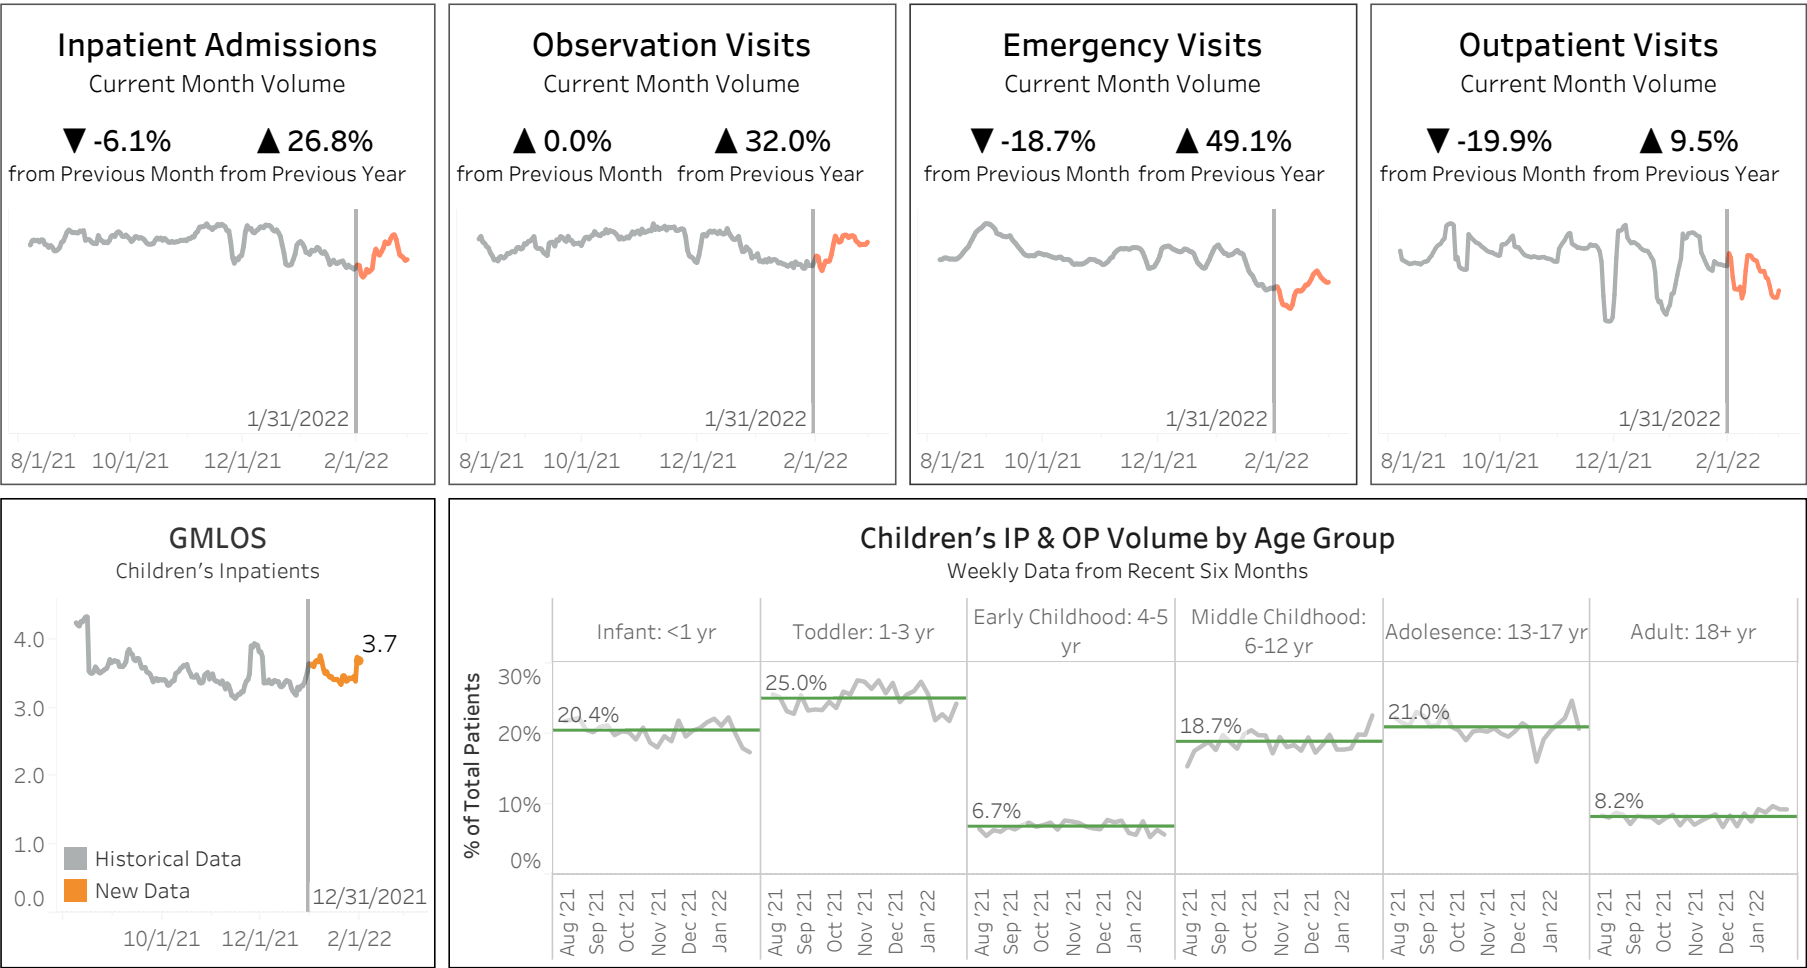 Inpatient Admissions
Current Month Volume
▼ -6.1% ▲ 26.8%
from Previous Month from Previous Year
1/31/2022
8/1/21 10/1/21 12/1/21 2/1/22
Observation Visits
Current Month Volume
▲ 0.0% ▲ 32.0%
from Previous Month from Previous Year
1/31/2022
8/1/21 10/1/21 12/1/21 2/1/22
Emergency Visits
Current Month Volume
▼ -18.7% ▲ 49.1%
from Previous Month from Previous Year
1/31/2022
8/1/21 10/1/21 12/1/21 2/1/22
Outpatient Visits
Current Month Volume
▼ -19.9% ▲ 9.5%
from Previous Month from Previous Year
1/31/2022
8/1/21 10/1/21 12/1/21 2/1/22
GMLOS
Children's Inpatients
4.0
3.0
2.0
1.0
0.0
3.7
Historical Data
New Data
12/31/2021
10/1/21 12/1/21 2/1/22
Children's IP & OP Volume by Age Group
Weekly Data from Recent Six Months
% of Total Patients
30%
20%
10%
0%
Infant: <1 yr
20.4%
Aug '21 Sep '21 Oct '21 Nov '21 Dec '21 Jan '22
Toddler: 1-3 yr
25.0%
Aug '21 Sep '21 Oct '21 Nov '21 Dec '21 Jan '22
Early Childhood: 4-5
yr
6.7%
Aug '21 Sep '21 Oct '21 Nov '21 Dec '21 Jan '22
Middle Childhood:
6-12 yr
18.7%
Aug '21 Sep '21 Oct '21 Nov '21 Dec '21 Jan '22
Adolesence: 13-17 yr
21.0%
Aug '21 Sep '21 Oct '21 Nov '21 Dec '21 Jan '22
Adult: 18+ yr
8.2%
Aug '21 Sep '21 Oct '21 Nov '21 Dec '21 Jan '22